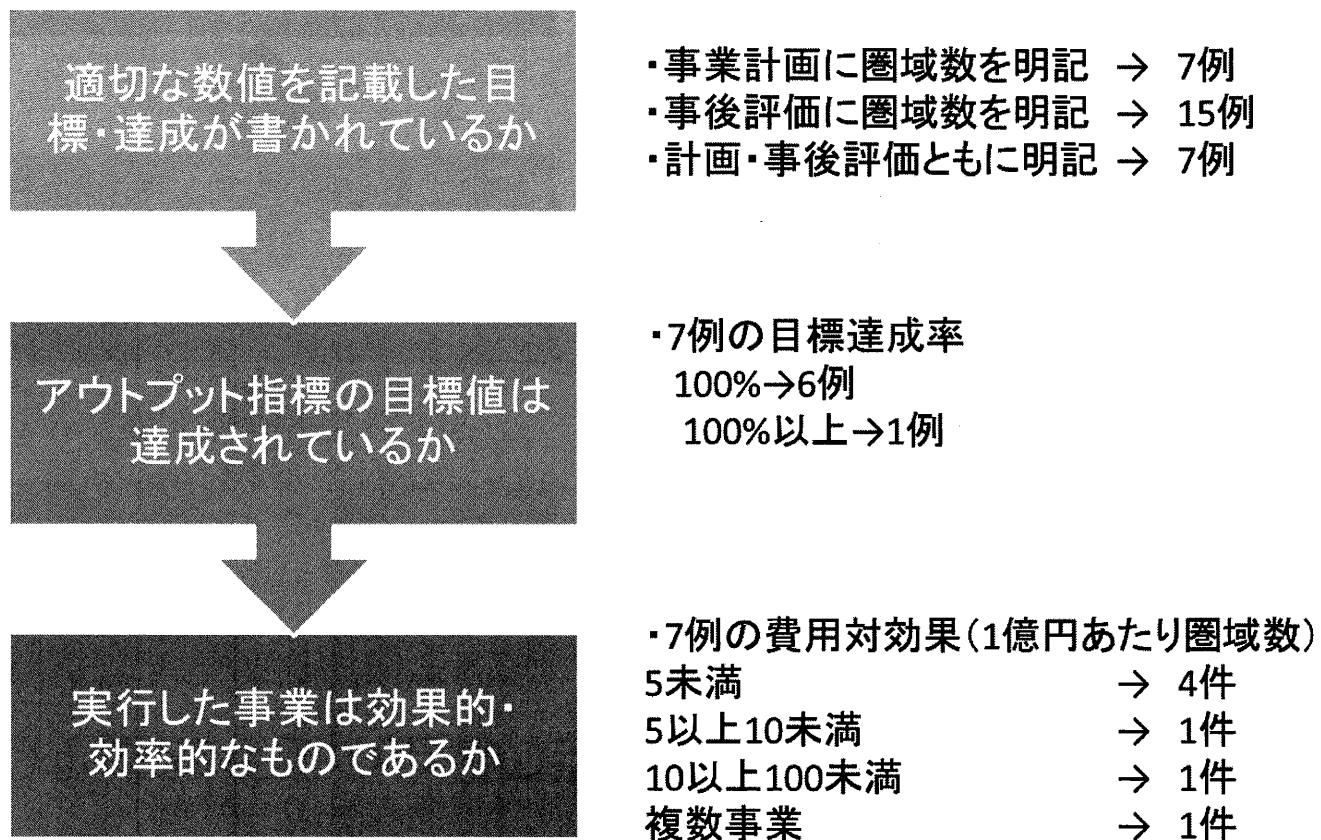 適切な数値を記載した目
標・達成が書かれているか
・事業計画に圏域数を明記 → 7例
・事後評価に圏域数を明記 → 15例
・計画・事後評価ともに明記 → 7例
アウトプット指標の目標値は
達成されているか
・7例の目標達成率
100%→6例
100%以上→1例
実行した事業は効果的・
効率的なものであるか
・7例の費用対効果(1億円あたり圏域数)
5未満 → 4件
5以上10未満 → 1件
10以上100未満 → 1件
複数事業 → 1件